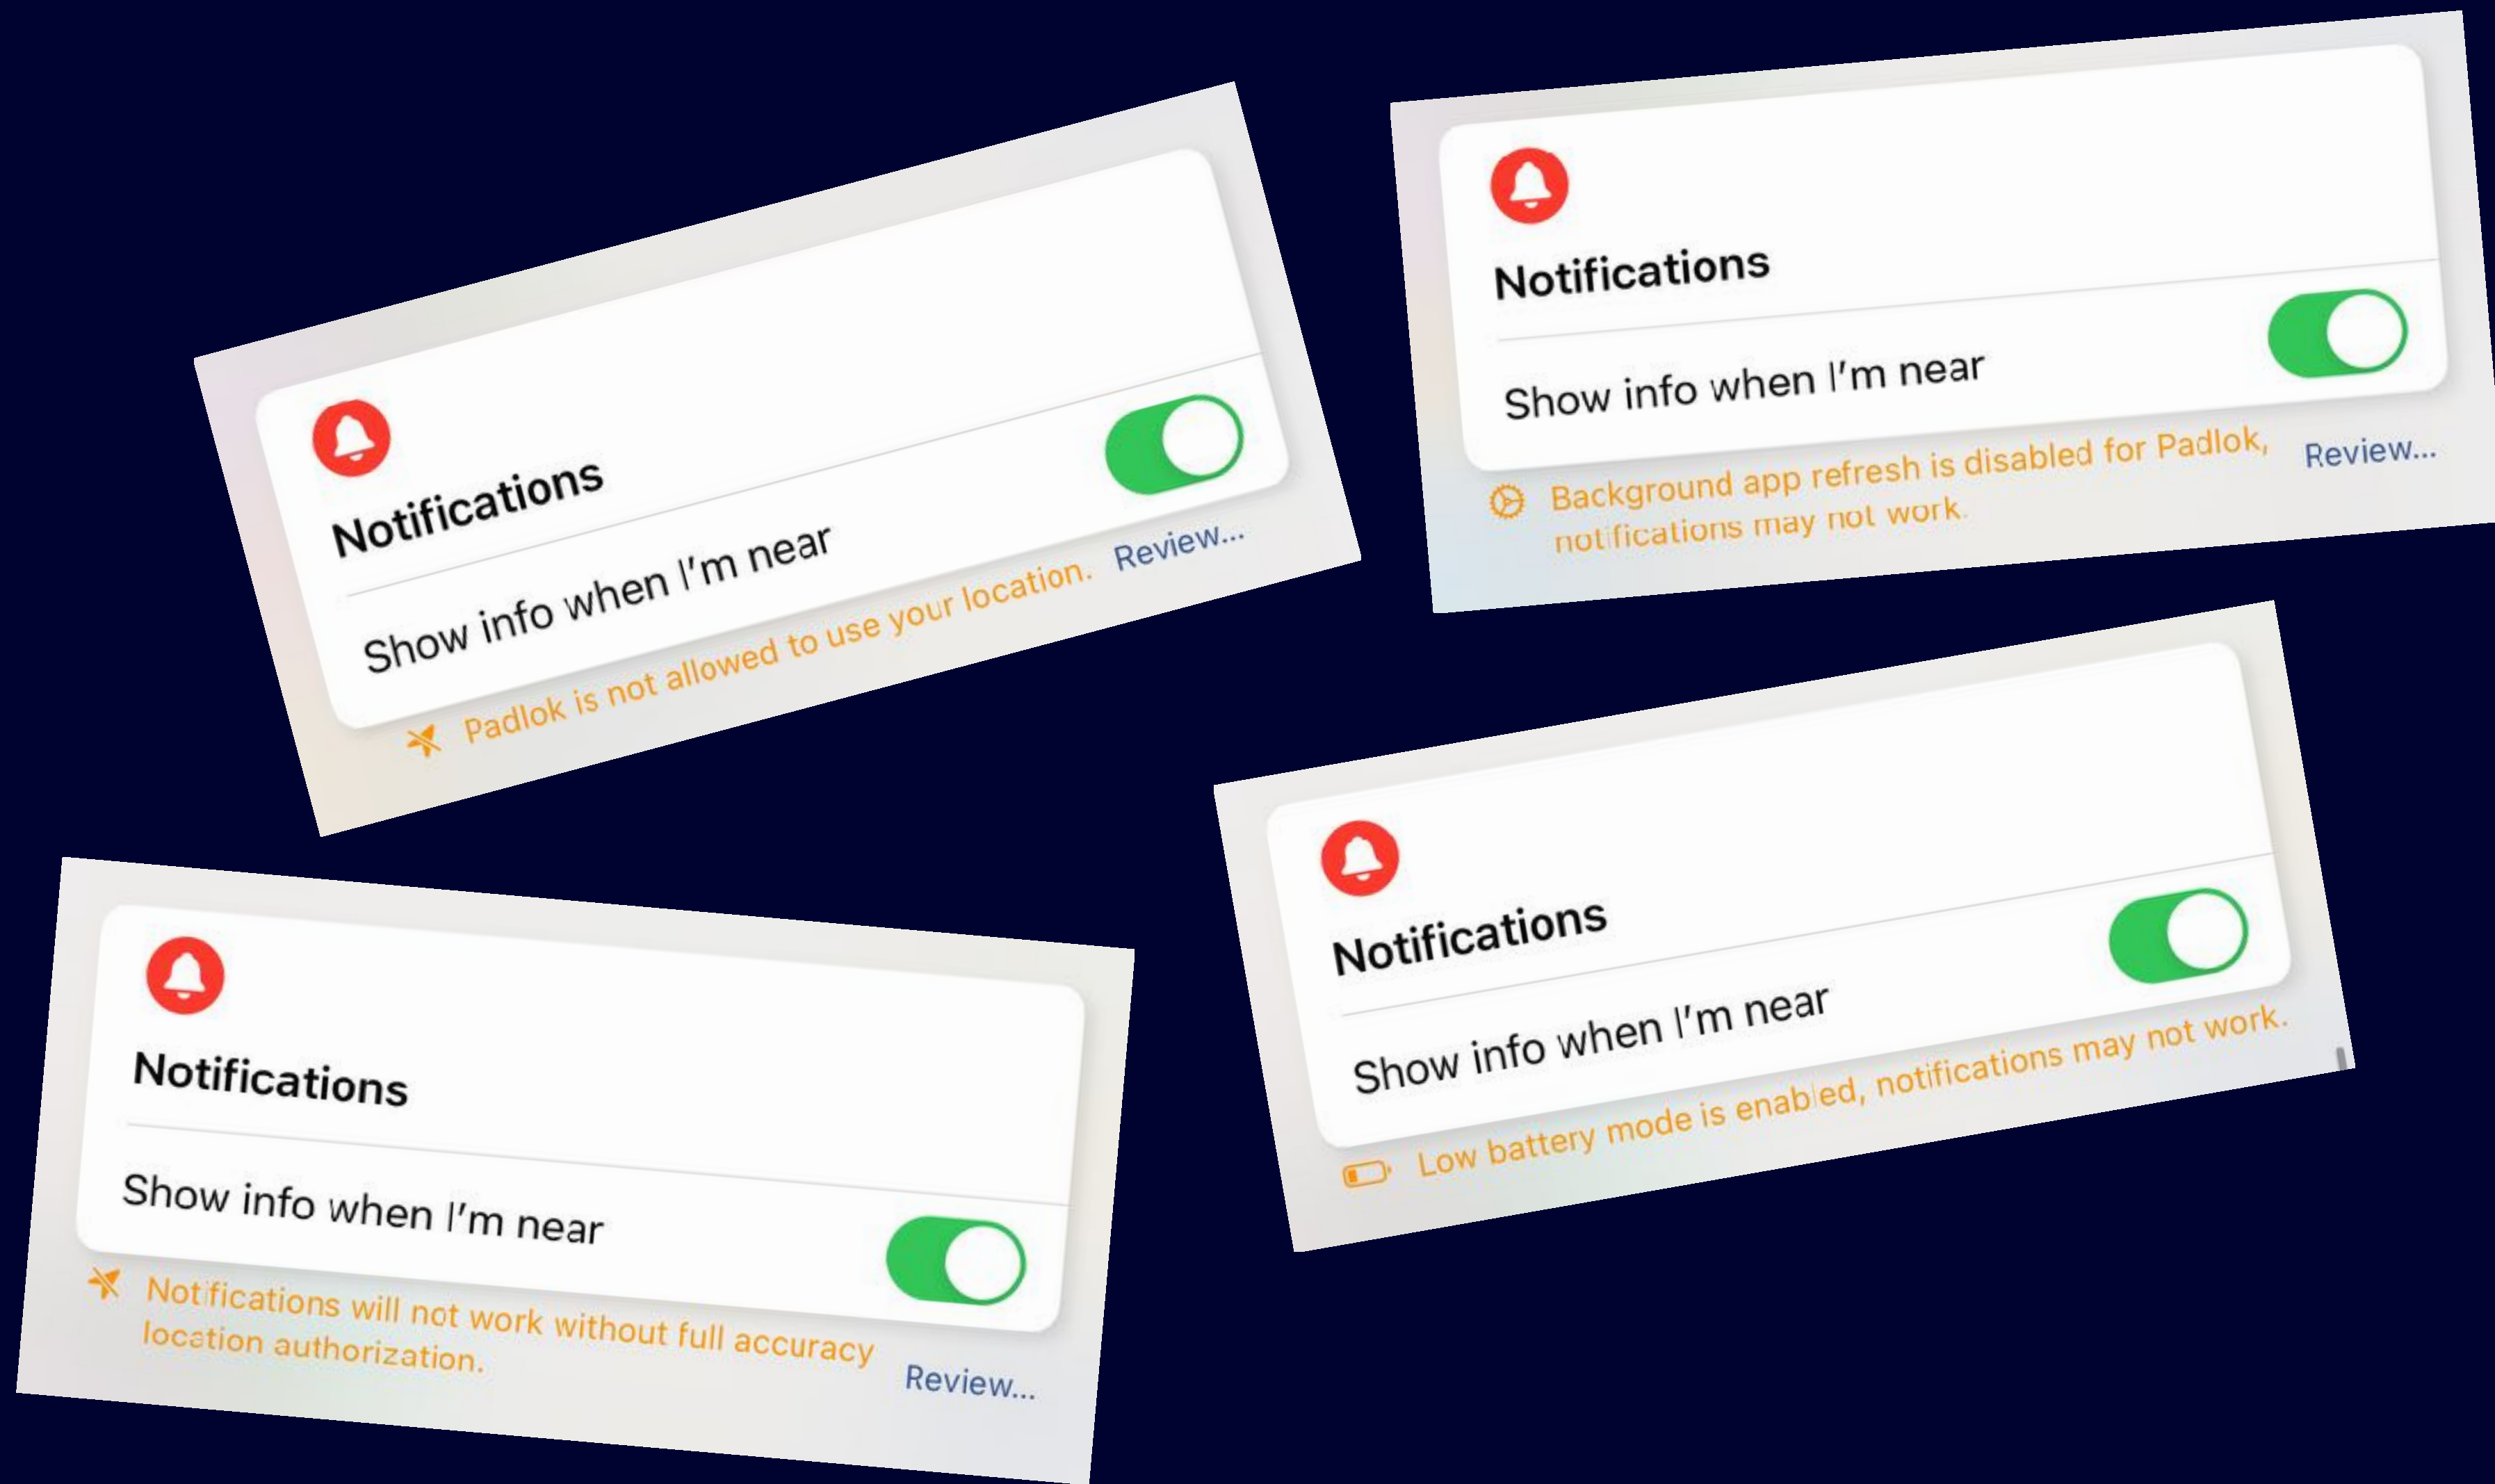 Notifications
Show info when I'm near
Padlok is not allowed to use your location.
Review...
Notifications
Show info when I'm near
Background app refresh is disabled for Padlok,
notifications may not work.
Review...
Notifications
Show info when I'm near
Notifications will not work without full accuracy
location authorization.
Review...
Notifications
Show info when I'm near
Low battery mode is enabled, notifications may not work.